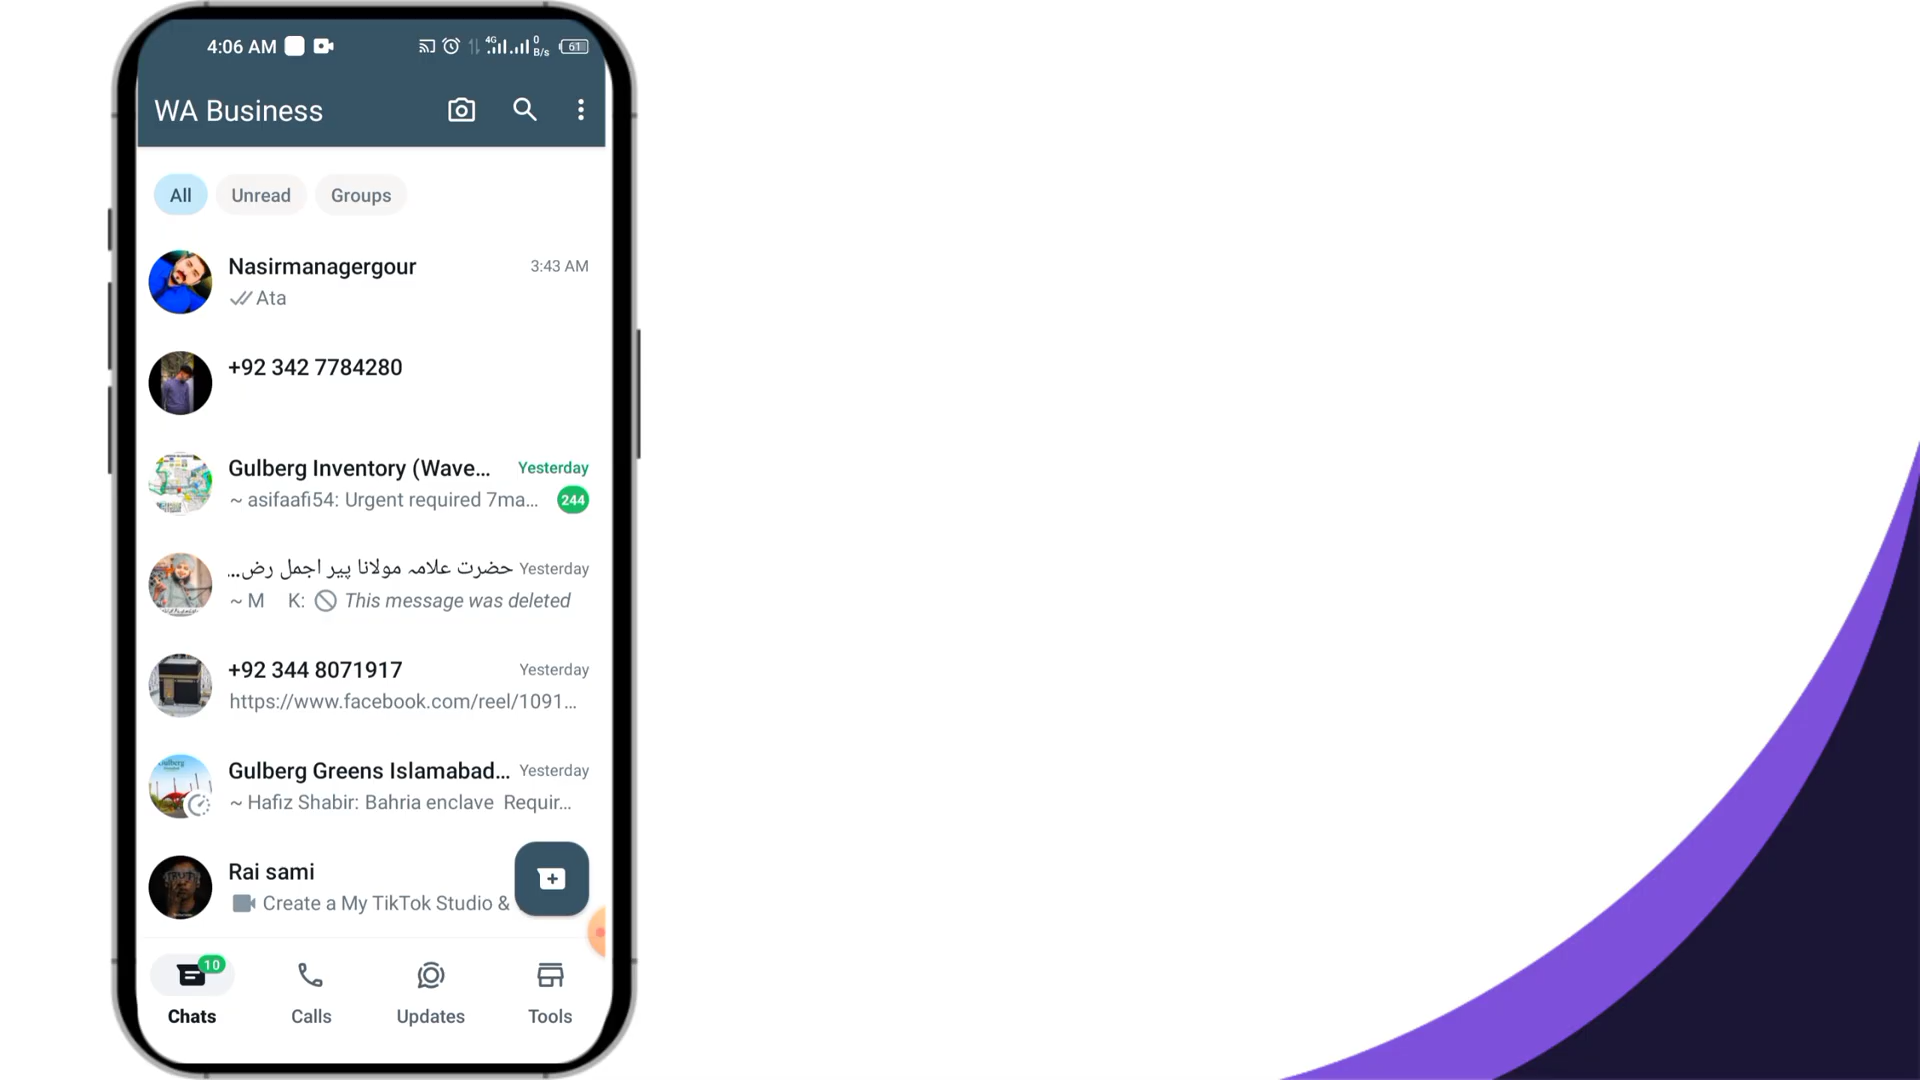 4:06 AM
4G
0
B/s
61
WA Business
All
Unread
Groups
Nasirmanagergour
3:43 AM
Ata
+92 342 7784280
Gulberg Inventory (Wave...
Yesterday
~ asifaafi54: Urgent required 7ma...
244
حضرت علامہ مولانا پیر اجمل رض...
Yesterday
~ M K: This message was deleted
+92 344 8071917
Yesterday
https://www.facebook.com/reel/1091...
Gulberg Greens Islamabad...
Yesterday
~ Hafiz Shabir: Bahria enclave Requir...
Rai sami
Create a My TikTok Studio &
10
Chats
Calls
Updates
Tools